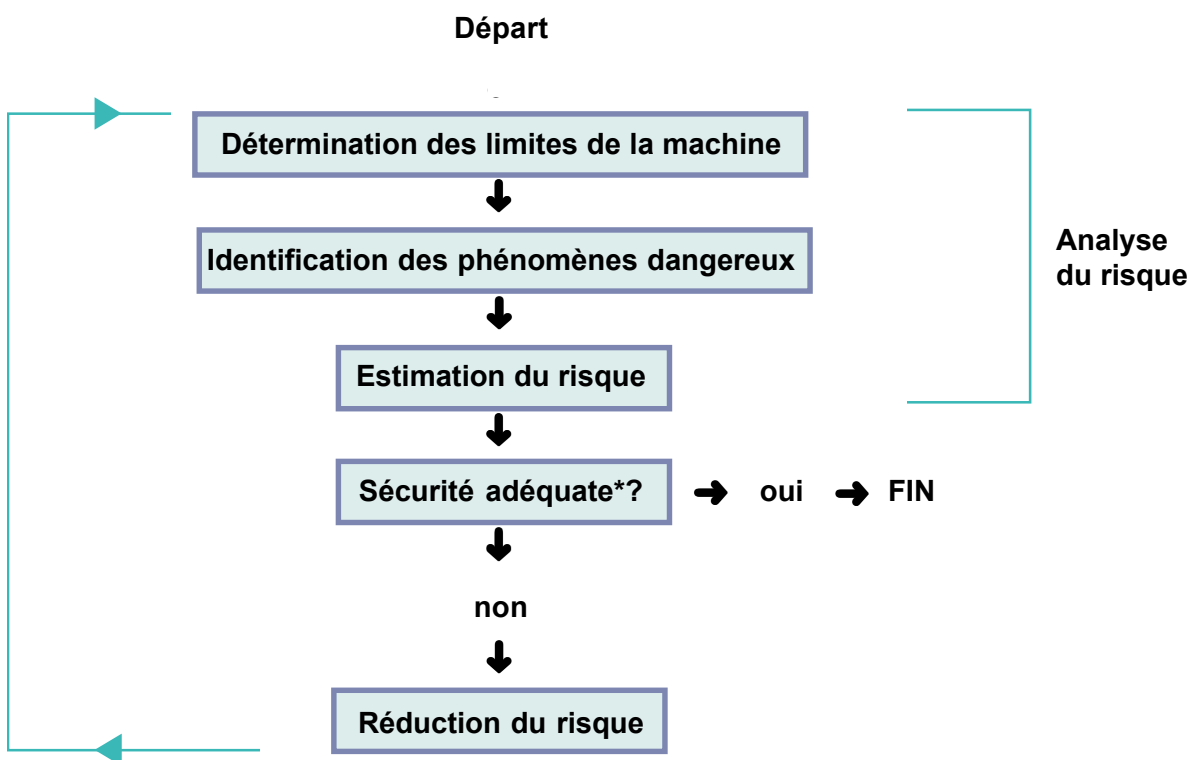 Départ
Détermination des limites de la machine
Identification des phénomènes dangereux
Analyse
du risque
Estimation du risque
Sécurité adéquate*?
oui
FIN
non
Réduction du risque